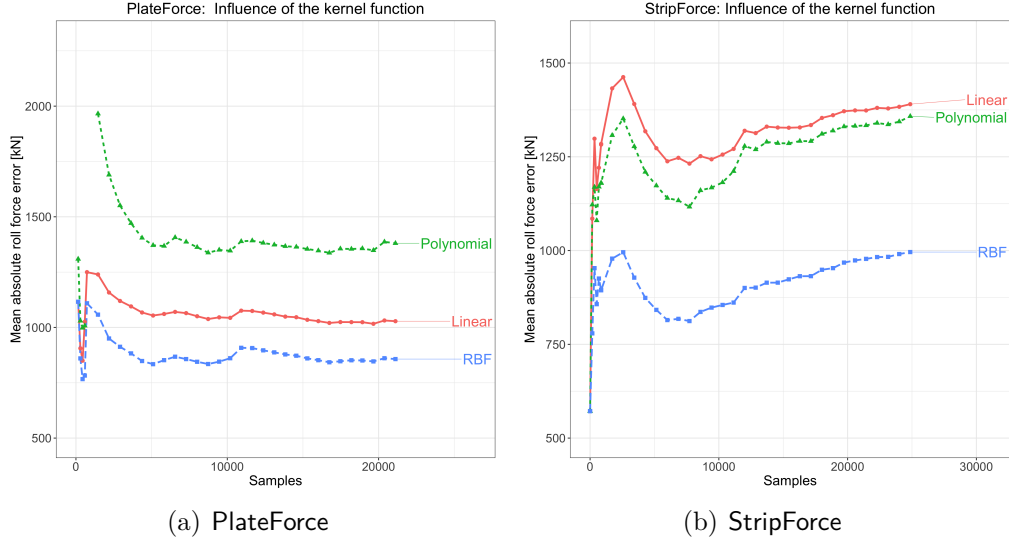 PlateForce: Influence of the kernel function
Mean absolute roll force error [kN]
2000
1500
1000
500
Polynomial
Linear
RBF
0
10000
20000
Samples
(a) PlateForce
StripForce: Influence of the kernel function
Mean absolute roll force error [kN]
1500
1250
1000
750
500
Linear
Polynomial
RBF
0
10000
20000
30000
Samples
(b) StripForce